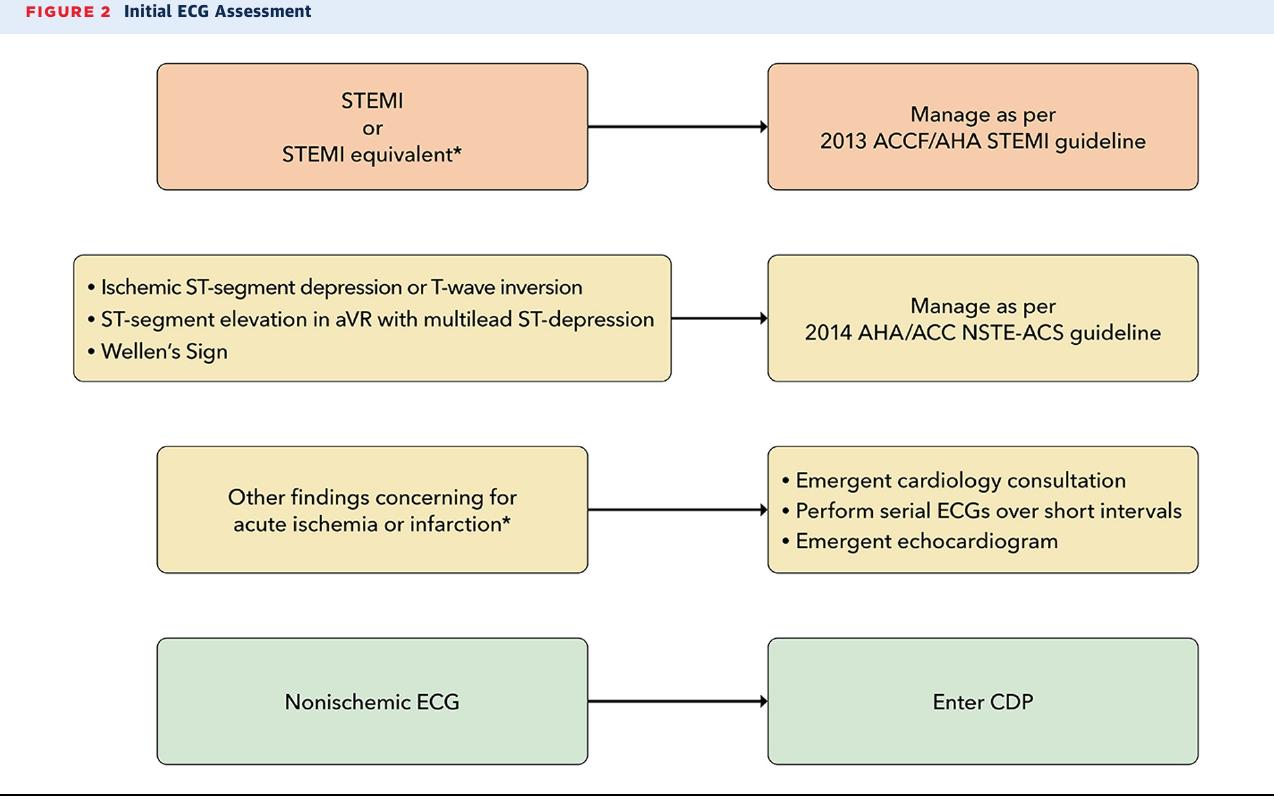 FIGURE 2 Initial ECG Assessment
STEMI
or
STEMI equivalent*
Manage as per
2013 ACCF/AHA STEMI guideline
• Ischemic ST-segment depression or T-wave inversion
• ST-segment elevation in aVR with multilead ST-depression
• Wellen's Sign
Manage as per
2014 AHA/ACC NSTE-ACS guideline
Other findings concerning for
acute ischemia or infarction*
• Emergent cardiology consultation
• Perform serial ECGs over short intervals
• Emergent echocardiogram
Nonischemic ECG
Enter CDP